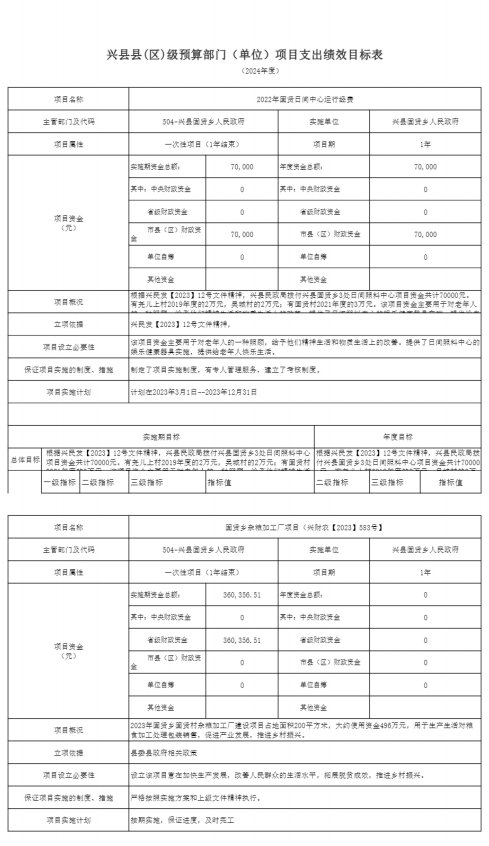 兴县县(区)级预算部门（单位）项目支出绩效目标表
（2024年度）
项目名称 2022年固贤日间中心运行经费
主管部门及代码 504-兴县固贤乡人民政府 实施单位 兴县固贤乡人民政府
项目属性 一次性项目（1年结束） 项目期 1年
项目资金（元）
实施期资金总额： 70,000 年度资金总额： 70,000
其中：中央财政资金 0 其中：中央财政资金 0
省级财政资金 0 省级财政资金 0
市县（区）财政资金 70,000 市县（区）财政资金 70,000
单位自筹 0 单位自筹 0
其他资金 其他资金
项目概况 根据兴民发【2023】12号文件精神，兴县民政局拨付兴县固贤乡3处日间照料中心项目资金共计70000元。
有尧儿上村2019年度的2万元，吴城村的2万元；有固贤村2021年度的3万元。该项目资金主要用于对老年人
立项依据 兴民发【2023】12号文件精神，
项目设立必要性 该项目资金主要用于对老年人的一种照顾，给予他们精神生活和物质生活上的改善。提供了日间照料中心的
娱乐健康器具实施，提供给老年人快乐生活。
保证项目实施的制度、措施 制定了项目实施制度，有专人管理服务，建立了考核制度。
项目实施计划 计划在2023年3月1日--2023年12月31日
实施期目标 年度目标
总体目标 根据兴民发【2023】12号文件精神，兴县民政局拨付兴县固贤乡3处日间照料中心
项目资金共计70000元。有尧儿上村2019年度的2万元，吴城村的2万元；有固贤村
根据兴民发【2023】12号文件精神，兴县民政局拨
付兴县固贤乡3处日间照料中心项目资金共计70000
一级指标 二级指标 三级指标 指标值 二级指标 三级指标 指标值
项目名称 固贤乡杂粮加工厂项目（兴财农【2023】583号】
主管部门及代码 504-兴县固贤乡人民政府 实施单位 兴县固贤乡人民政府
项目属性 一次性项目（1年结束） 项目期 1年
项目资金
（元）
实施期资金总额： 360,356.51 年度资金总额： 0
其中：中央财政资金 0 其中：中央财政资金 0
省级财政资金 360,356.51 省级财政资金 0
市县（区）财政资金 0 市县（区）财政资金 0
单位自筹 0 单位自筹 0
其他资金 其他资金
项目概况 2023年固贤乡固贤村杂粮加工厂建设项目占地面积200平方米，大约使用资金496万元，用于生产生活对粮
食加工处理包装销售，促进产业发展，推进乡村振兴。
立项依据 县委县政府相关政策
项目设立必要性 设立该项目意在加快生产发展，改善人民群众的生活水平，拓展脱贫成效，推进乡村振兴。
保证项目实施的制度、措施 严格按照实施方案和上级文件精神执行。
项目实施计划 按期实施，保证进度，及时完工